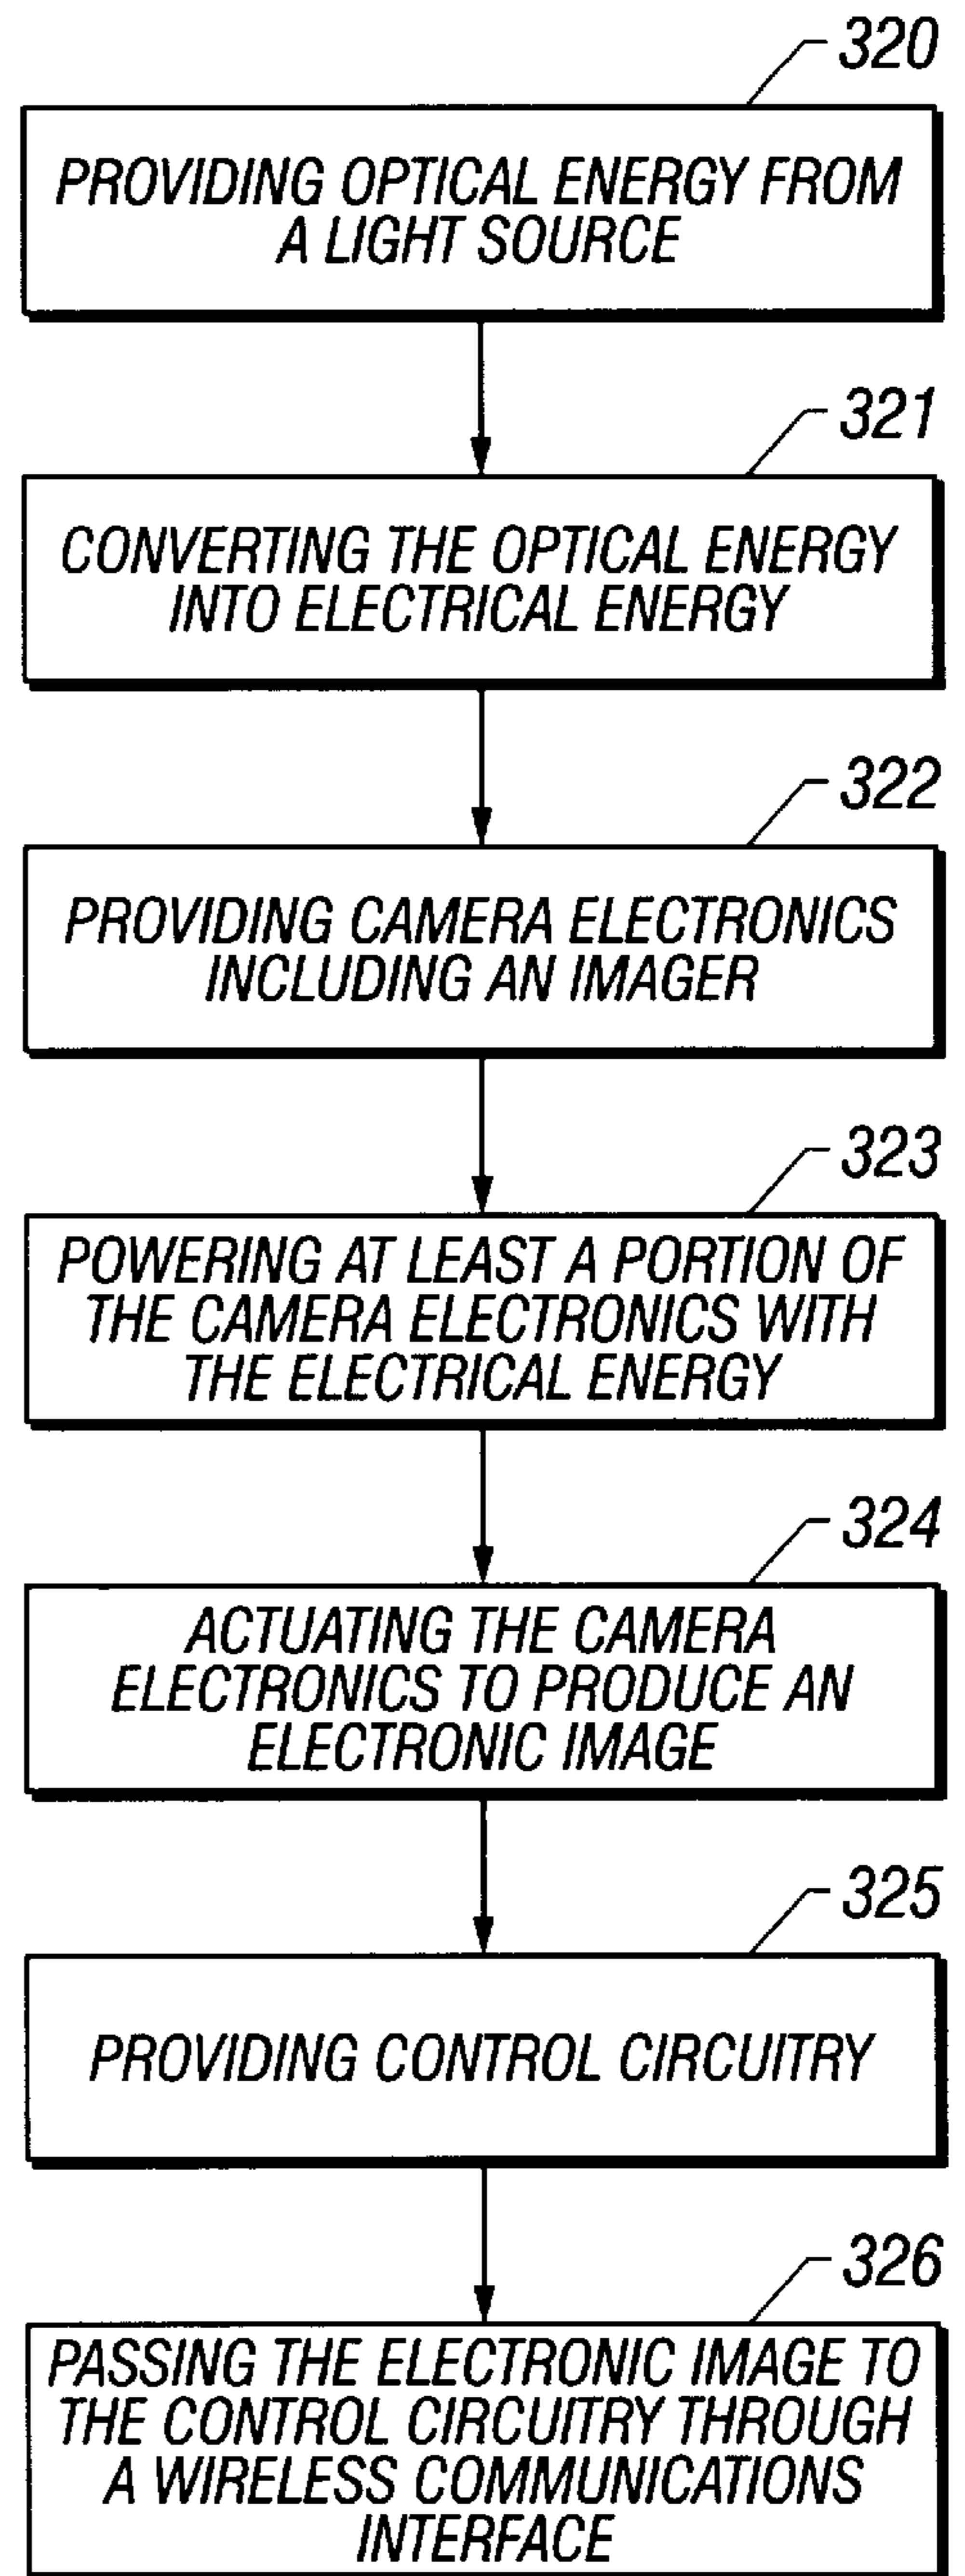 320
PROVIDING OPTICAL ENERGY FROM
A LIGHT SOURCE
321
CONVERTING THE OPTICAL ENERGY
INTO ELECTRICAL ENERGY
322
PROVIDING CAMERA ELECTRONICS
INCLUDING AN IMAGER
323
POWERING AT LEAST A PORTION OF
THE CAMERA ELECTRONICS WITH
THE ELECTRICAL ENERGY
324
ACTUATING THE CAMERA
ELECTRONICS TO PRODUCE AN
ELECTRONIC IMAGE
325
PROVIDING CONTROL CIRCUITRY
326
PASSING THE ELECTRONIC IMAGE TO
THE CONTROL CIRCUITRY THROUGH
A WIRELESS COMMUNICATIONS
INTERFACE